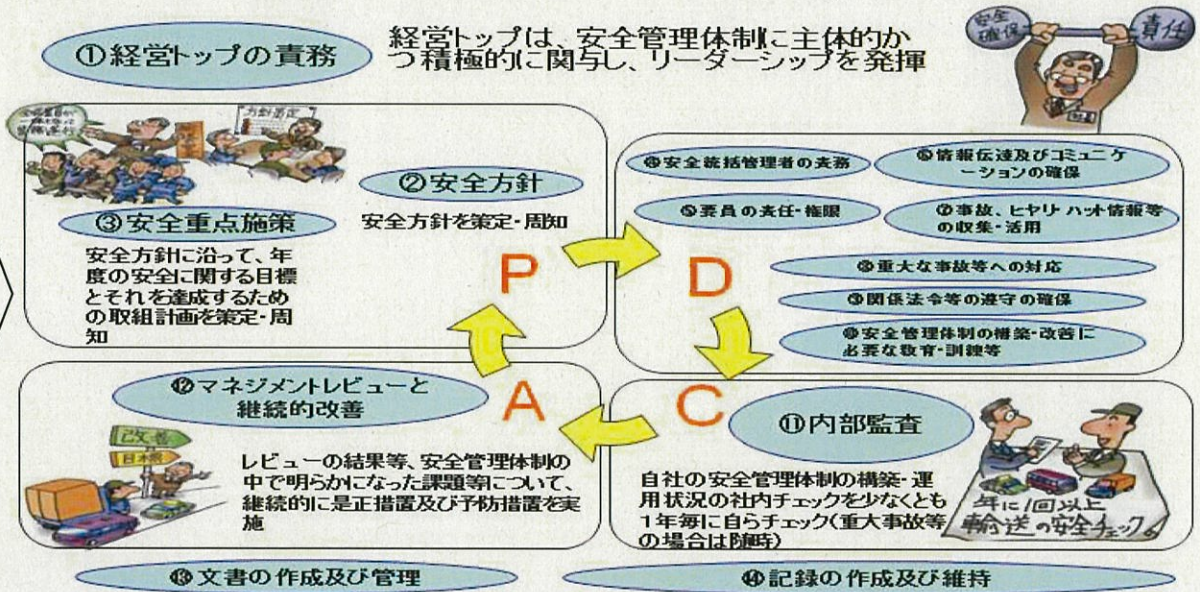 ①経営トップの責務
経営トップは、安全管理体制に主体的か
つ積極的に関与し、リーダーシップを発揮
安全
確保
責任
方針策定
②安全方針
安全方針を策定・周知
③安全重点施策
安全方針に沿って、年
度の安全に関する目標
とそれを達成するため
の取組計画を策定・周
知
P
D
④安全統括管理者の責務
⑥情報伝達及びコミュニケ
ーションの確保
⑤要員の責任・権限
⑦事故、ヒヤリ・ハット情報等
の収集・活用
⑧重大な事故等への対応
⑨関係法令等の遵守の確保
⑩安全管理体制の構築・改善に
必要な教育・訓練等
⑫マネジメントレビューと
継続的改善
A
C
改善
目標
レビューの結果等、安全管理体制の
中で明らかになった課題等について、
継続的に是正措置及び予防措置を実
施
⑪内部監査
自社の安全管理体制の構築・運
用状況の社内チェックを少なくとも
1年毎に自らチェック(重大事故等
の場合は随時)
年に1回以上
輸送の安全チェック
⑬文書の作成及び管理
⑭記録の作成及び維持